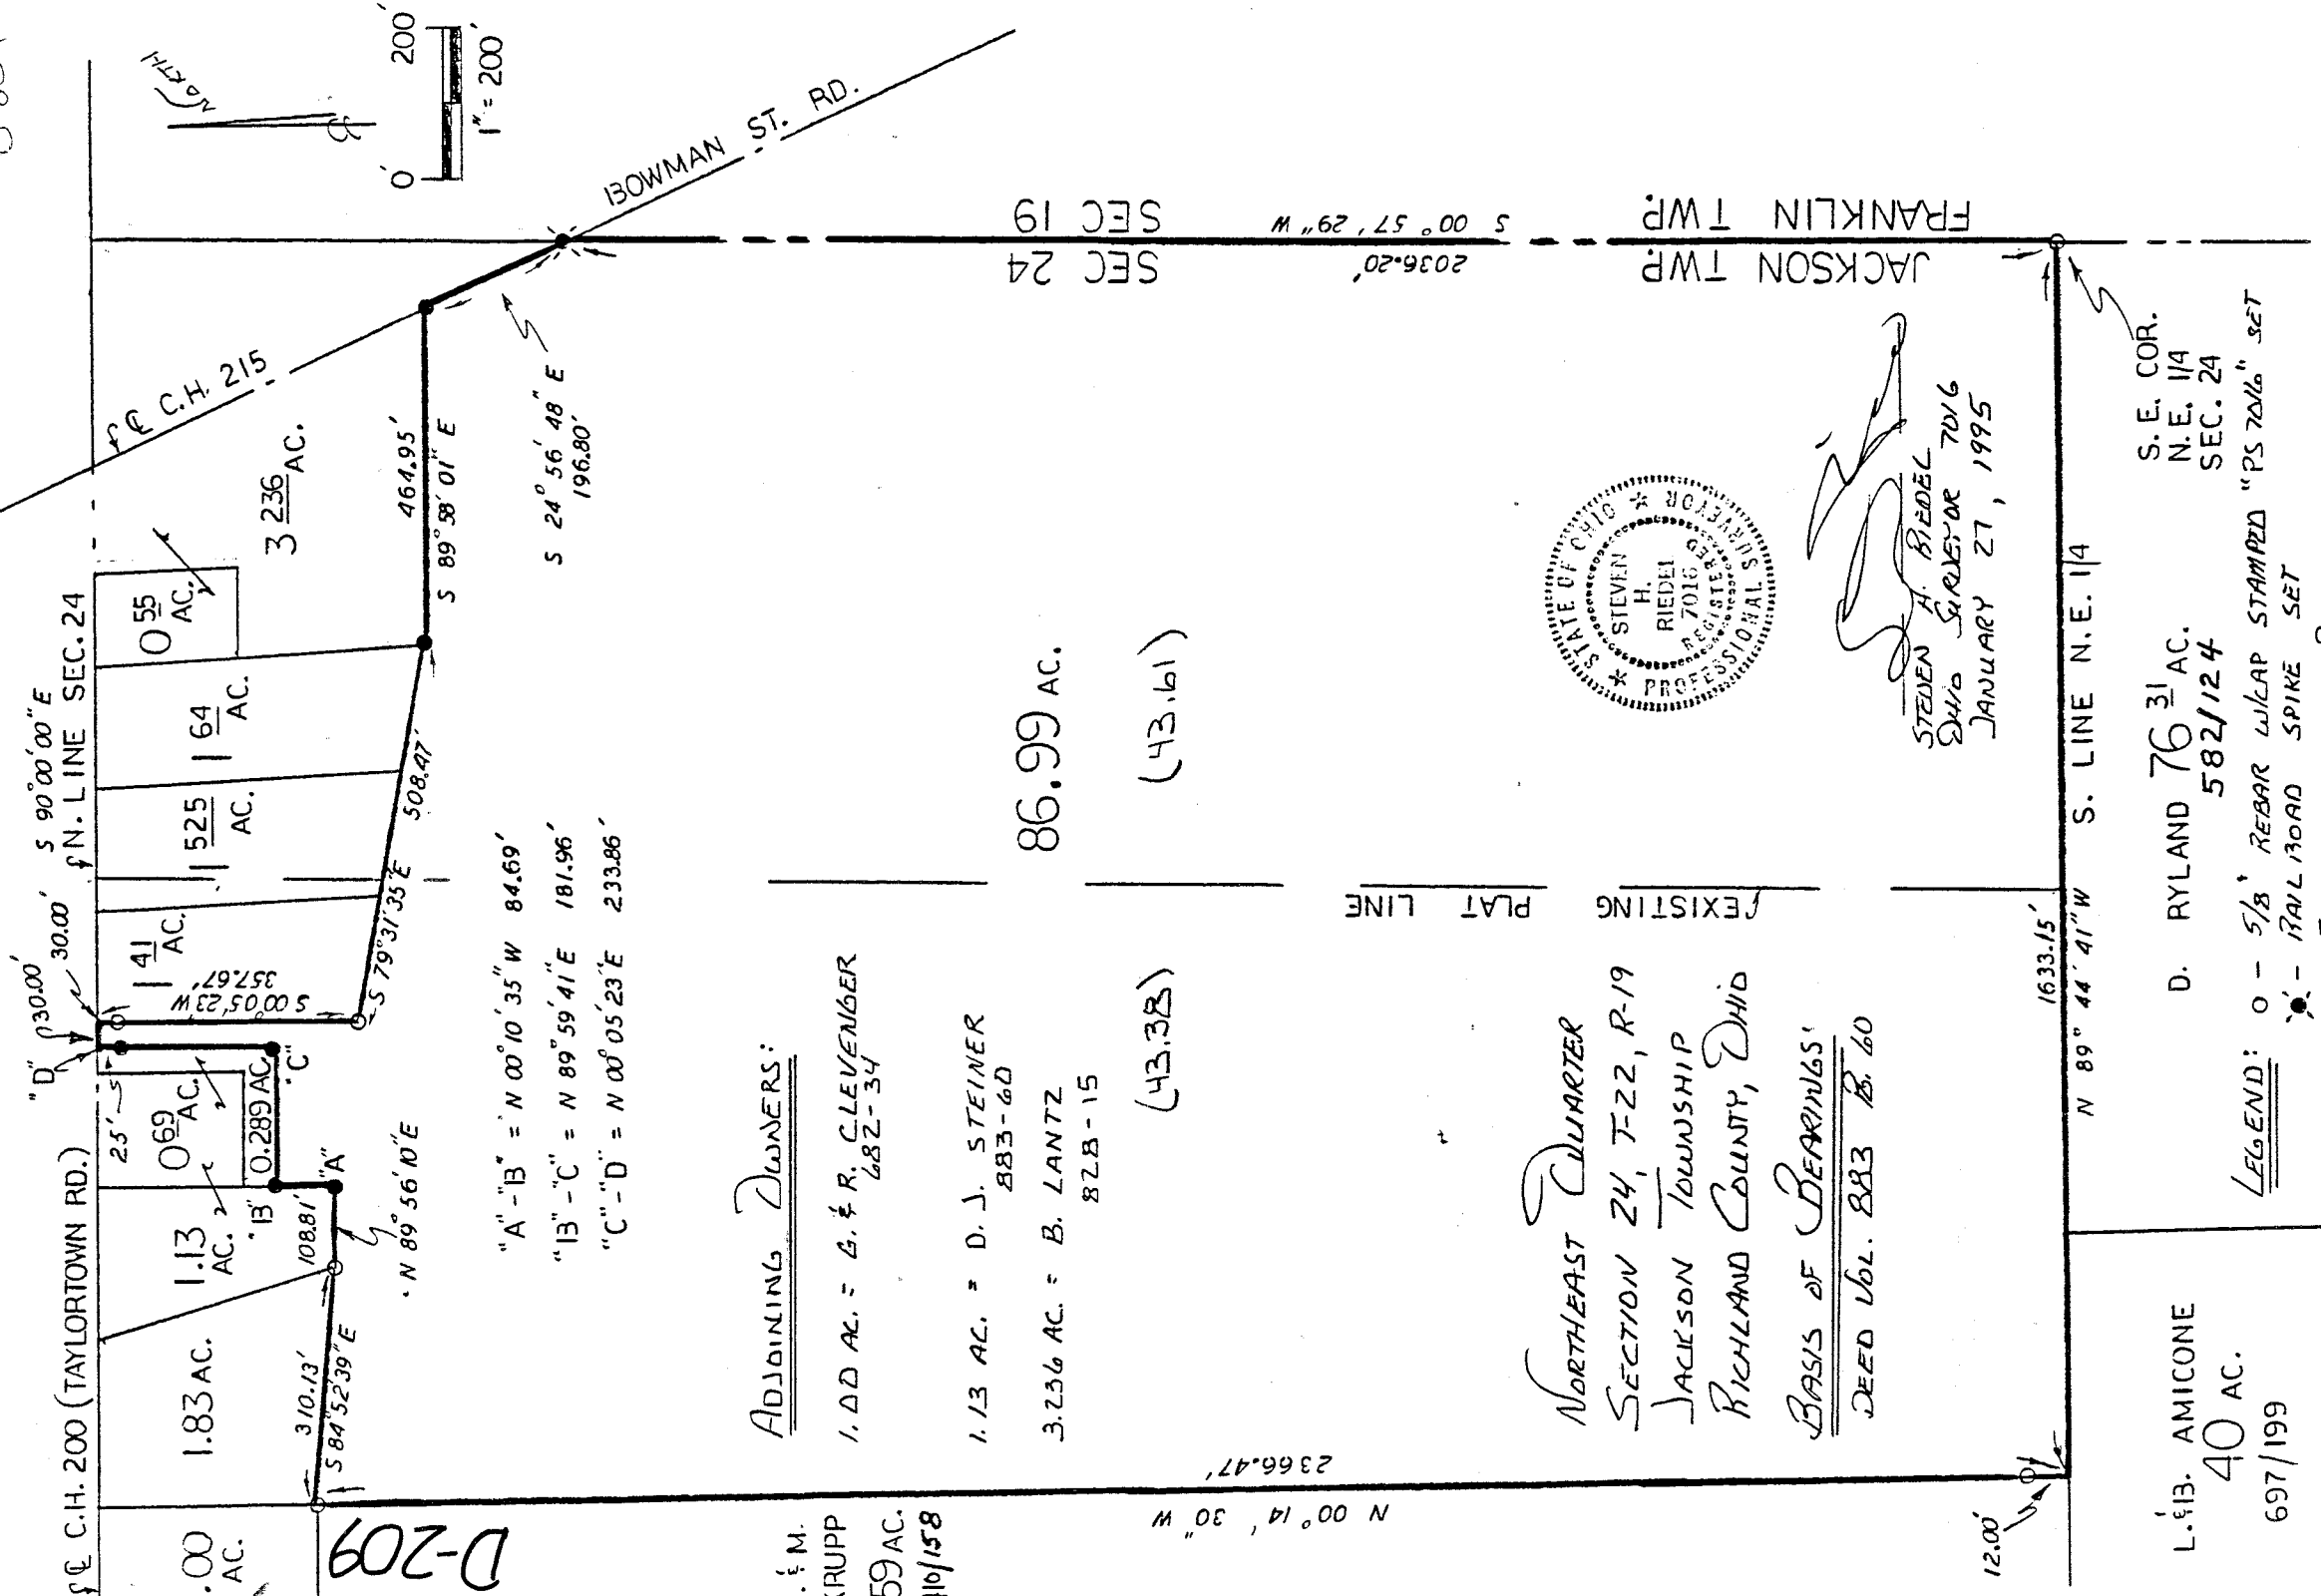 NORTH
0' 200'
1" = 200'
S 90°00'00" E
N. LINE SEC. 24
℄ C.H. 200 (TAYLORTOWN RD.)
℄ C.H. 215
BOWMAN ST. RD.
.00
AC.
1.83 AC.
1.13
AC.
0 69
AC.
0.289 AC.
25'
"D"
30.00'
30.00'
1 41
AC.
1 525
AC.
1 64
AC.
0 55
AC.
3 236 AC.
310.13'
S 84°52'39" E
108.81'
N 89°56'10" E
"A"
"B"
"C"
S 00°05'23" W
357.67'
S 79°31'35" E
508.47'
464.95'
S 89°58'01" E
S 24°56'48" E
196.80'
"A"-"B" = N 00°10'35" W 84.69'
"B"-"C" = N 89°59'41" E 181.96'
"C"-"D" = N 00°05'23" E 233.86'
D-209
& M.
KRUPP
59 AC.
ADJOINING OWNERS:
1.00 AC. = G. & R. CLEVENGER
682-34
1.13 AC. = D. J. STEINER
883-60
3.236 AC. = B. LANTZ
828-15
86.99 AC.
(43.38)
(43.61)
SEC 24
SEC 19
2036.20'
S 00°57'29" W
JACKSON TWP.
FRANKLIN TWP.
EXISTING PLAT LINE
N 00°14'30" W
2366.47'
NORTHEAST QUARTER
SECTION 24, T-22, R-19
JACKSON TOWNSHIP
RICHLAND COUNTY, OHIO
BASIS OF BEARINGS:
DEED VOL. 883 P. 60
STATE OF OHIO
STEVEN
H.
RIEDEL
7016
REGISTERED
PROFESSIONAL SURVEYOR
STEVEN H. RIEDEL
OHIO SURVEYOR 7016
JANUARY 27, 1995
12.00'
1633.15'
N 89° 44' 41" W
S. LINE N.E. 1/4
S.E. COR.
N.E. 1/4
SEC. 24
L. & B. AMICONE
40 AC.
697/199
D. RYLAND 76 31 AC.
582/124
LEGEND:
o - 5/8" REBAR W/CAP STAMPED "PS 7016" SET
- RAILROAD SPIKE SET